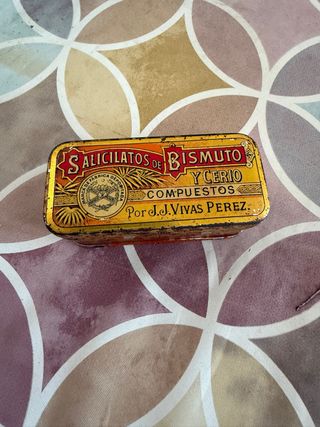 SALICILATOS DE BISMUTO
Y CERIO
COMPUESTOS
POR J.J. VIVAS PEREZ.